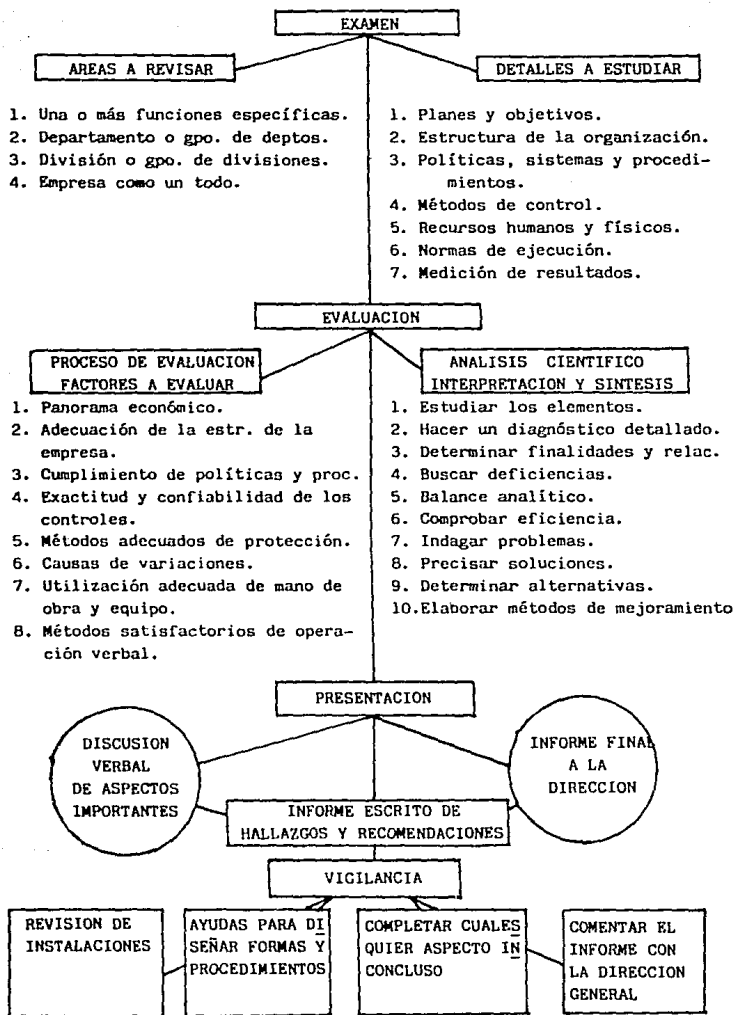 EXAMEN
AREAS A REVISAR
1. Una o más funciones específicas.
2. Departamento o gpo. de deptos.
3. División o gpo. de divisiones.
4. Empresa como un todo.
DETALLES A ESTUDIAR
1. Planes y objetivos.
2. Estructura de la organización.
3. Políticas, sistemas y procedi-
mientos.
4. Métodos de control.
5. Recursos humanos y físicos.
6. Normas de ejecución.
7. Medición de resultados.
EVALUACION
PROCESO DE EVALUACION
FACTORES A EVALUAR
1. Panorama económico.
2. Adecuación de la estr. de la
empresa.
3. Cumplimiento de políticas y proc.
4. Exactitud y confiabilidad de los
controles.
5. Métodos adecuados de protección.
6. Causas de variaciones.
7. Utilización adecuada de mano de
obra y equipo.
8. Métodos satisfactorios de opera-
ción verbal.
ANALISIS CIENTIFICO
INTERPRETACION Y SINTESIS
1. Estudiar los elementos.
2. Hacer un diagnóstico detallado.
3. Determinar finalidades y relac.
4. Buscar deficiencias.
5. Balance analítico.
6. Comprobar eficiencia.
7. Indagar problemas.
8. Precisar soluciones.
9. Determinar alternativas.
10.Elaborar métodos de mejoramiento
PRESENTACION
DISCUSION
VERBAL
DE ASPECTOS
IMPORTANTES
INFORME FINAL
A LA
DIRECCION
INFORME ESCRITO DE
HALLAZGOS Y RECOMENDACIONES
VIGILANCIA
REVISION DE
INSTALACIONES
AYUDAS PARA DI
SEÑAR FORMAS Y
PROCEDIMIENTOS
COMPLETAR CUALES
QUIER ASPECTO IN
CONCLUSO
COMENTAR EL
INFORME CON
LA DIRECCION
GENERAL